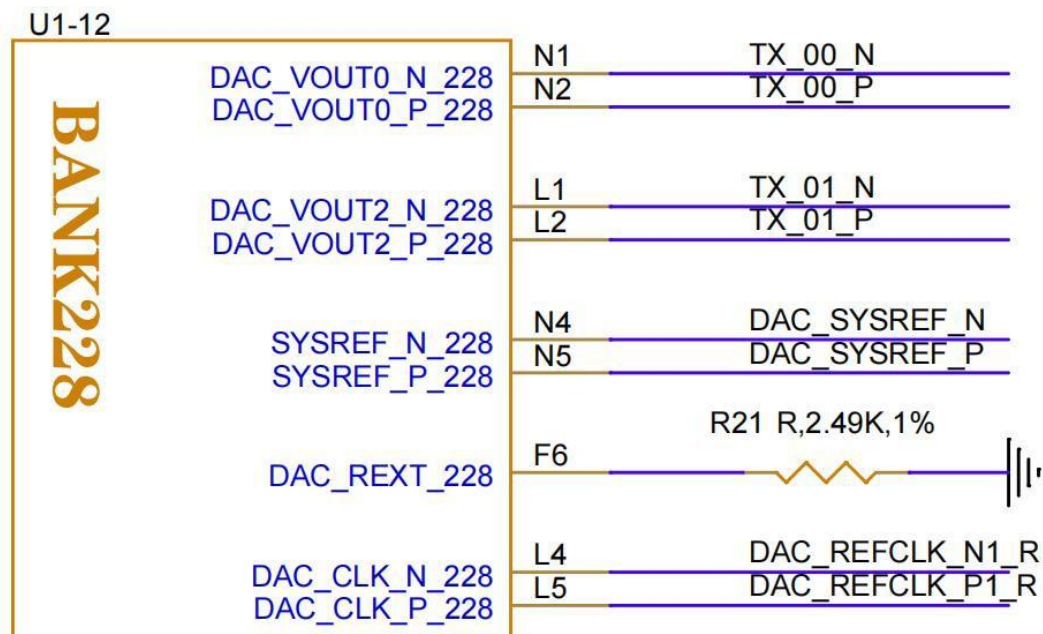 U1-12
BANK228
DAC_VOUT0_N_228 N1 TX_00_N
DAC_VOUT0_P_228 N2 TX_00_P
DAC_VOUT2_N_228 L1 TX_01_N
DAC_VOUT2_P_228 L2 TX_01_P
SYSREF_N_228 N4 DAC_SYSREF_N
SYSREF_P_228 N5 DAC_SYSREF_P
R21 R,2.49K,1%
DAC_REXT_228 F6
DAC_CLK_N_228 L4 DAC_REFCLK_N1_R
DAC_CLK_P_228 L5 DAC_REFCLK_P1_R